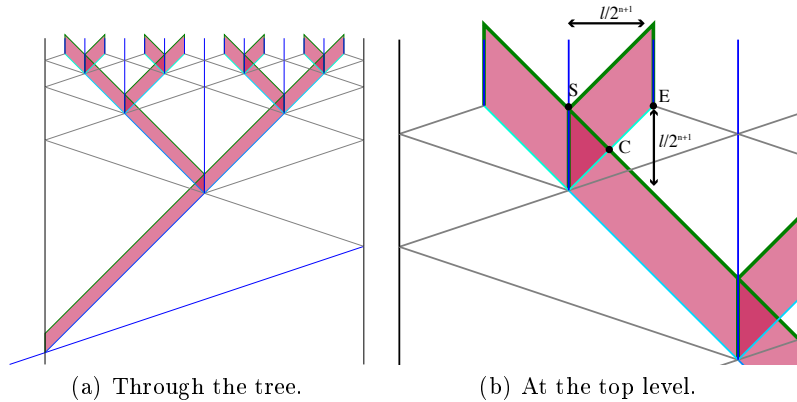 l/2ⁿ⁺¹
S
E
C
l/2ⁿ⁺¹
(a) Through the tree.
(b) At the top level.